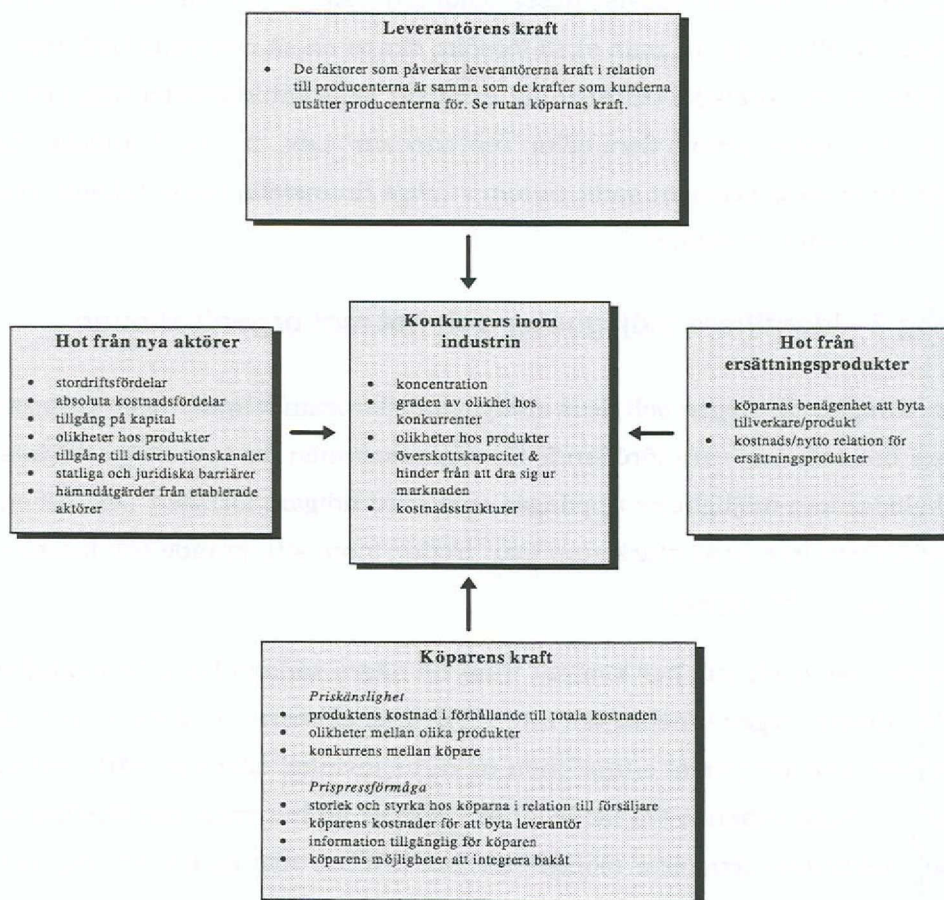 Leverantörens kraft
• De faktorer som påverkar leverantörerna kraft i relation
till producenterna är samma som de krafter som kunderna
utsätter producenterna för. Se rutan köparnas kraft.
Hot från nya aktörer
• stordriftsfördelar
• absoluta kostnadsfördelar
• tillgång på kapital
• olikheter hos produkter
• tillgång till distributionskanaler
• statliga och juridiska barriärer
• hämndåtgärder från etablerade
aktörer
Konkurrens inom
industrin
• koncentration
• graden av olikhet hos
konkurrenter
• olikheter hos produkter
• överskottskapacitet &
hinder från att dra sig ur
marknaden
• kostnadsstrukturer
Hot från
ersättningsprodukter
• köparnas benägenhet att byta
tillverkare/produkt
• kostnads/nytto relation för
ersättningsprodukter
Köparens kraft
Priskänslighet
• produktens kostnad i förhållande till totala kostnaden
• olikheter mellan olika produkter
• konkurrens mellan köpare
Prispressförmåga
• storlek och styrka hos köparna i relation till försäljare
• köparens kostnader för att byta leverantör
• information tillgänglig för köparen
• köparens möjligheter att integrera bakåt